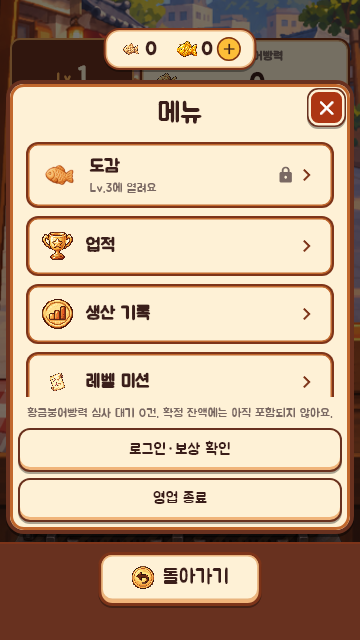 0 0
Lv.1
메뉴
도감
Lv.3에 열려요
업적
생산 기록
레벨 미션
황금붕어빵력 심사 대기 0건, 확정 잔액에는 아직 포함되지 않아요.
로그인·보상 확인
영업 종료
돌아가기